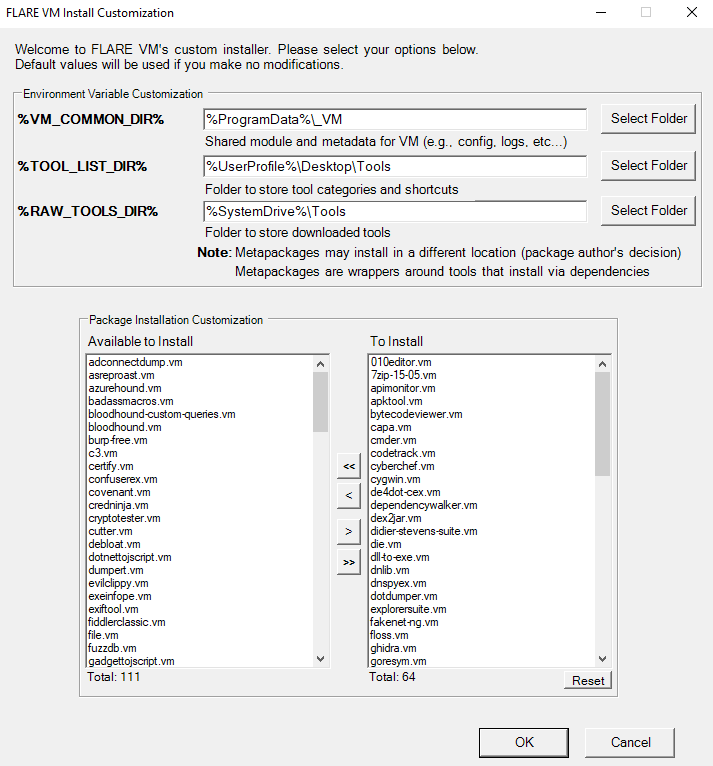 FLARE VM Install Customization
Welcome to FLARE VM's custom installer. Please select your options below.
Default values will be used if you make no modifications.
Environment Variable Customization
%VM_COMMON_DIR% %ProgramData%\_VM Select Folder
Shared module and metadata for VM (e.g., config, logs, etc...)
%TOOL_LIST_DIR% %UserProfile%\Desktop\Tools Select Folder
Folder to store tool categories and shortcuts
%RAW_TOOLS_DIR% %SystemDrive%\Tools Select Folder
Folder to store downloaded tools
Note: Metapackages may install in a different location (package author's decision)
Metapackages are wrappers around tools that install via dependencies
Package Installation Customization
Available to Install
adconnectdump.vm
asreproast.vm
azurehound.vm
badassmacros.vm
bloodhound-custom-queries.vm
bloodhound.vm
burp-free.vm
c3.vm
certify.vm
confuserex.vm
covenant.vm
credninja.vm
cryptotester.vm
cutter.vm
debloat.vm
dotnettojscript.vm
dumpert.vm
evilclippy.vm
exeinfope.vm
exiftool.vm
fiddlerclassic.vm
file.vm
fuzzdb.vm
gadgettojscript.vm
Total: 111
<<
<
>
>>
To Install
010editor.vm
7zip-15-05.vm
apimonitor.vm
apktool.vm
bytecodeviewer.vm
capa.vm
cmder.vm
codetrack.vm
cyberchef.vm
cygwin.vm
de4dot-cex.vm
dependencywalker.vm
dex2jar.vm
didier-stevens-suite.vm
die.vm
dll-to-exe.vm
dnlib.vm
dnspyex.vm
dotdumper.vm
explorersuite.vm
fakenet-ng.vm
floss.vm
ghidra.vm
goresym.vm
Total: 64
Reset
OK Cancel